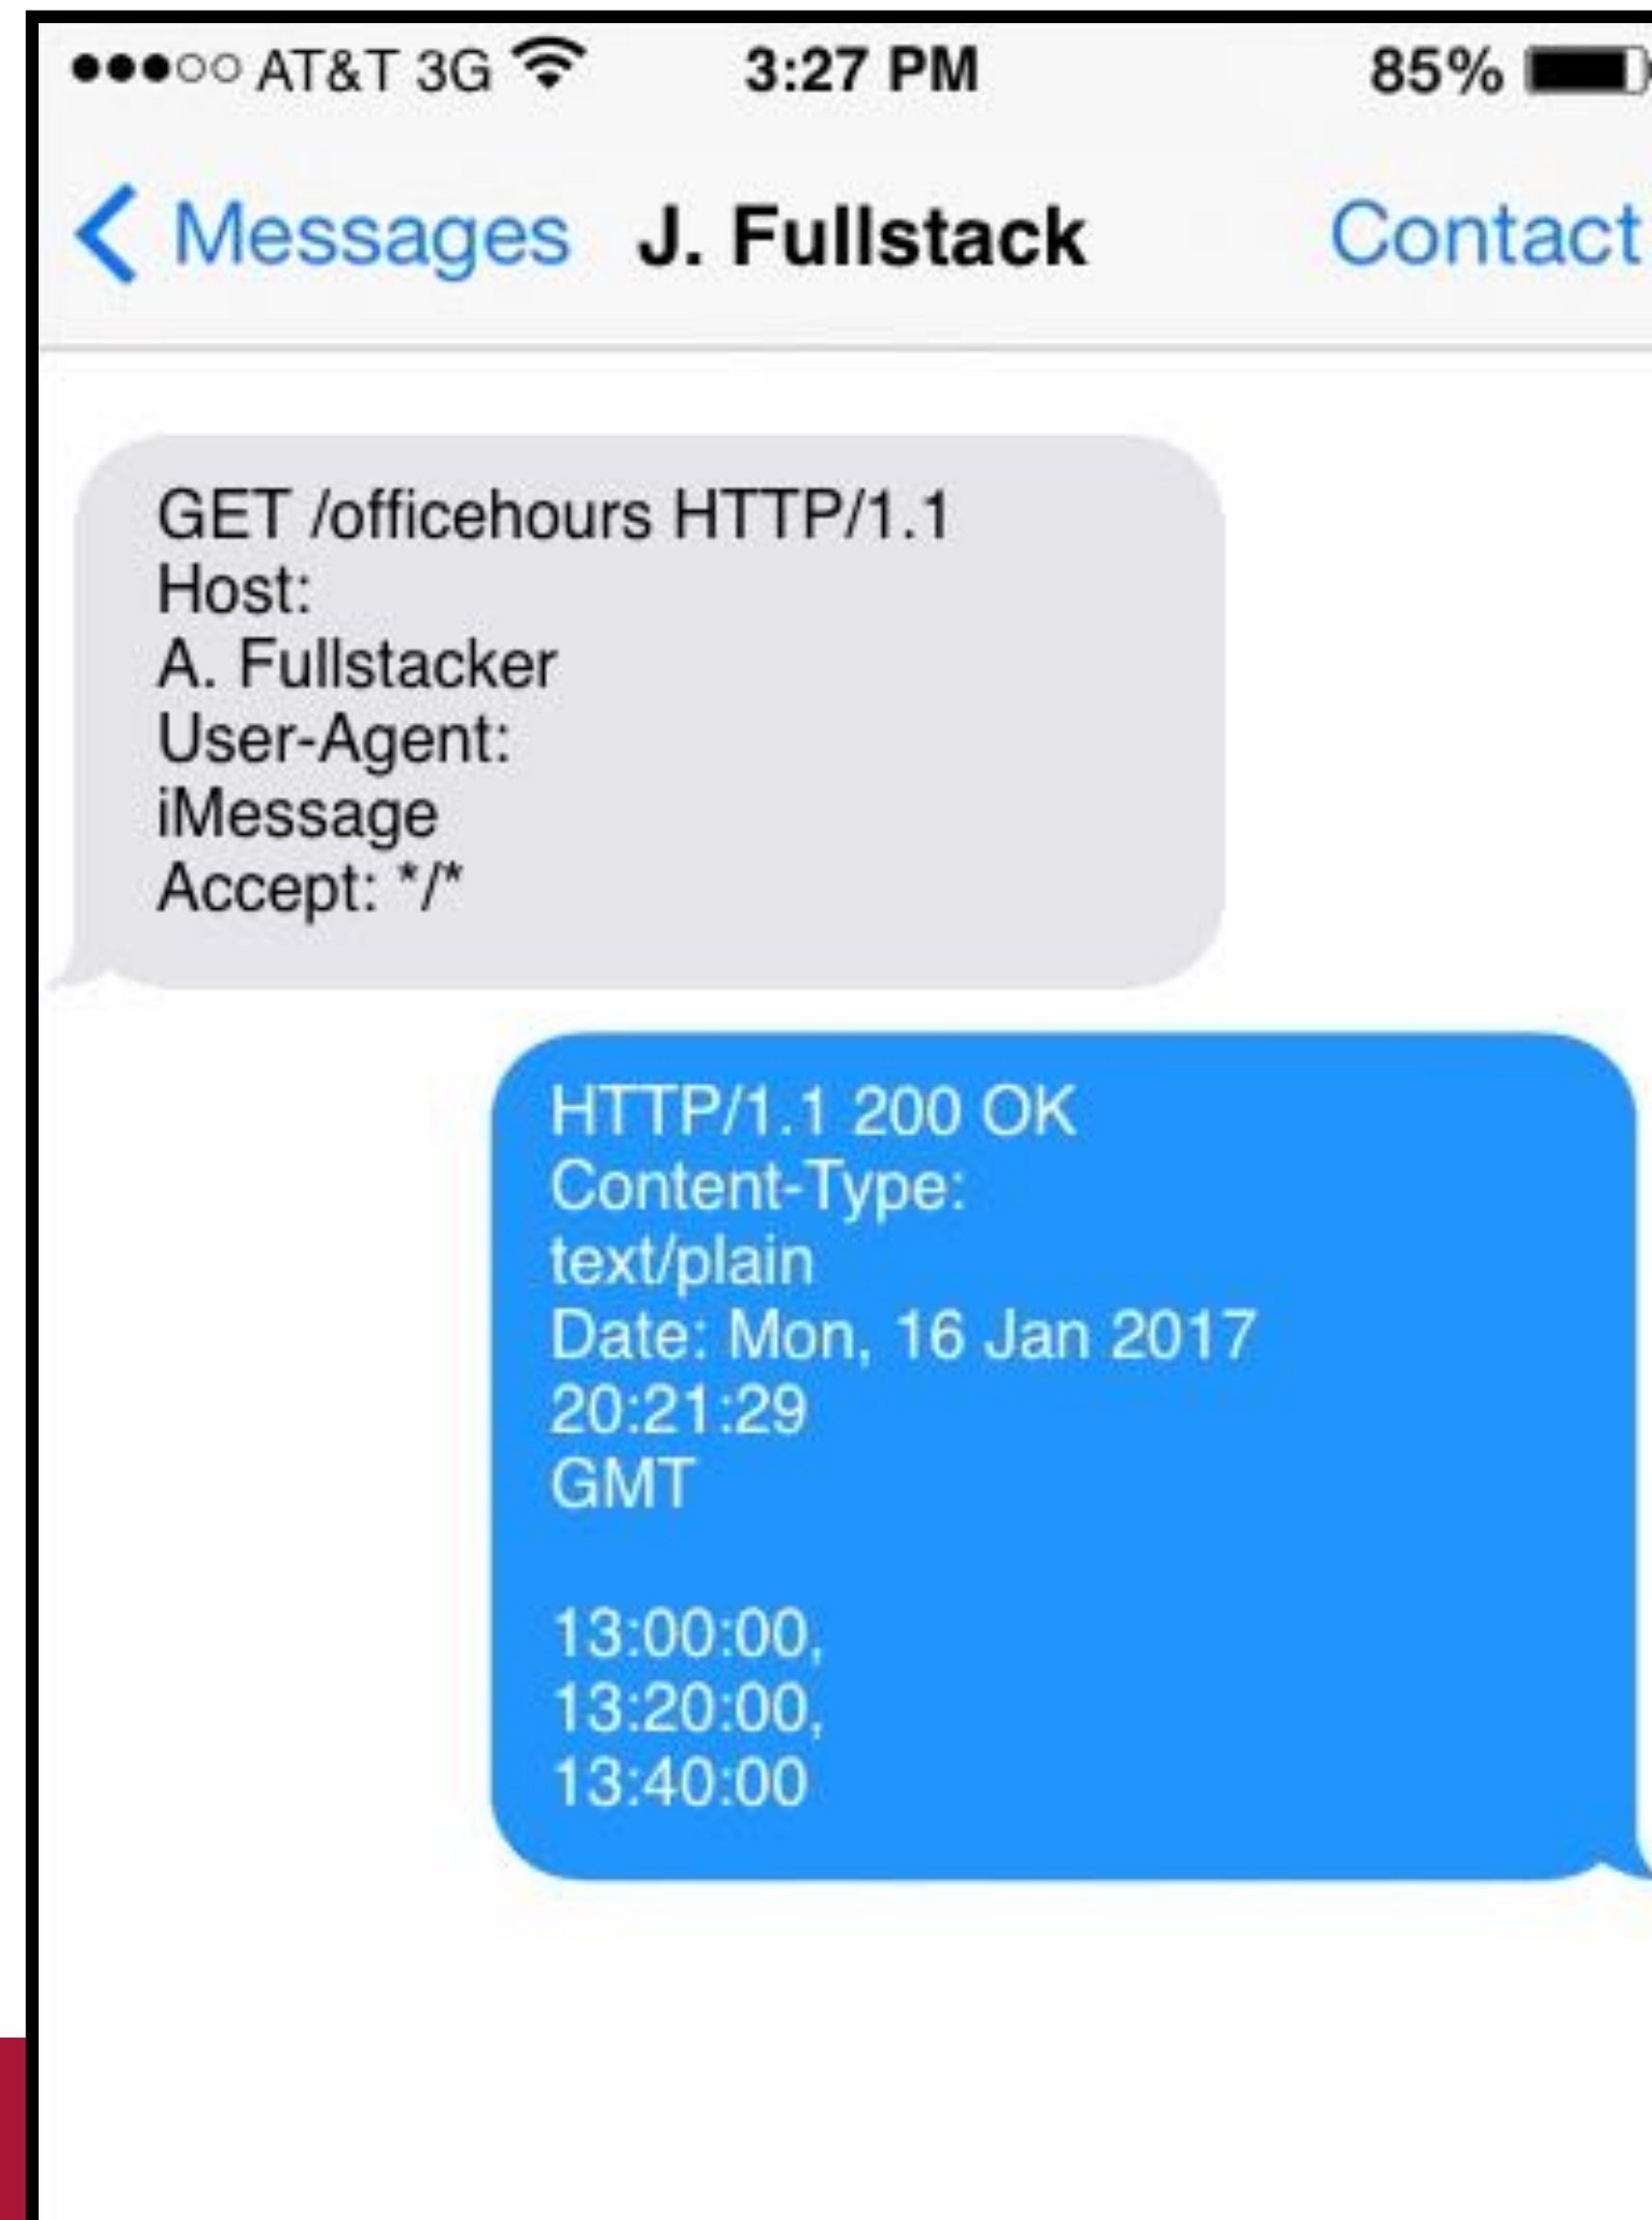 AT&T 3G 3:27 PM 85%
Messages J. Fullstack Contact
GET /officehours HTTP/1.1
Host:
A. Fullstacker
User-Agent:
iMessage
Accept: */*
HTTP/1.1 200 OK
Content-Type:
text/plain
Date: Mon, 16 Jan 2017
20:21:29
GMT
13:00:00,
13:20:00,
13:40:00